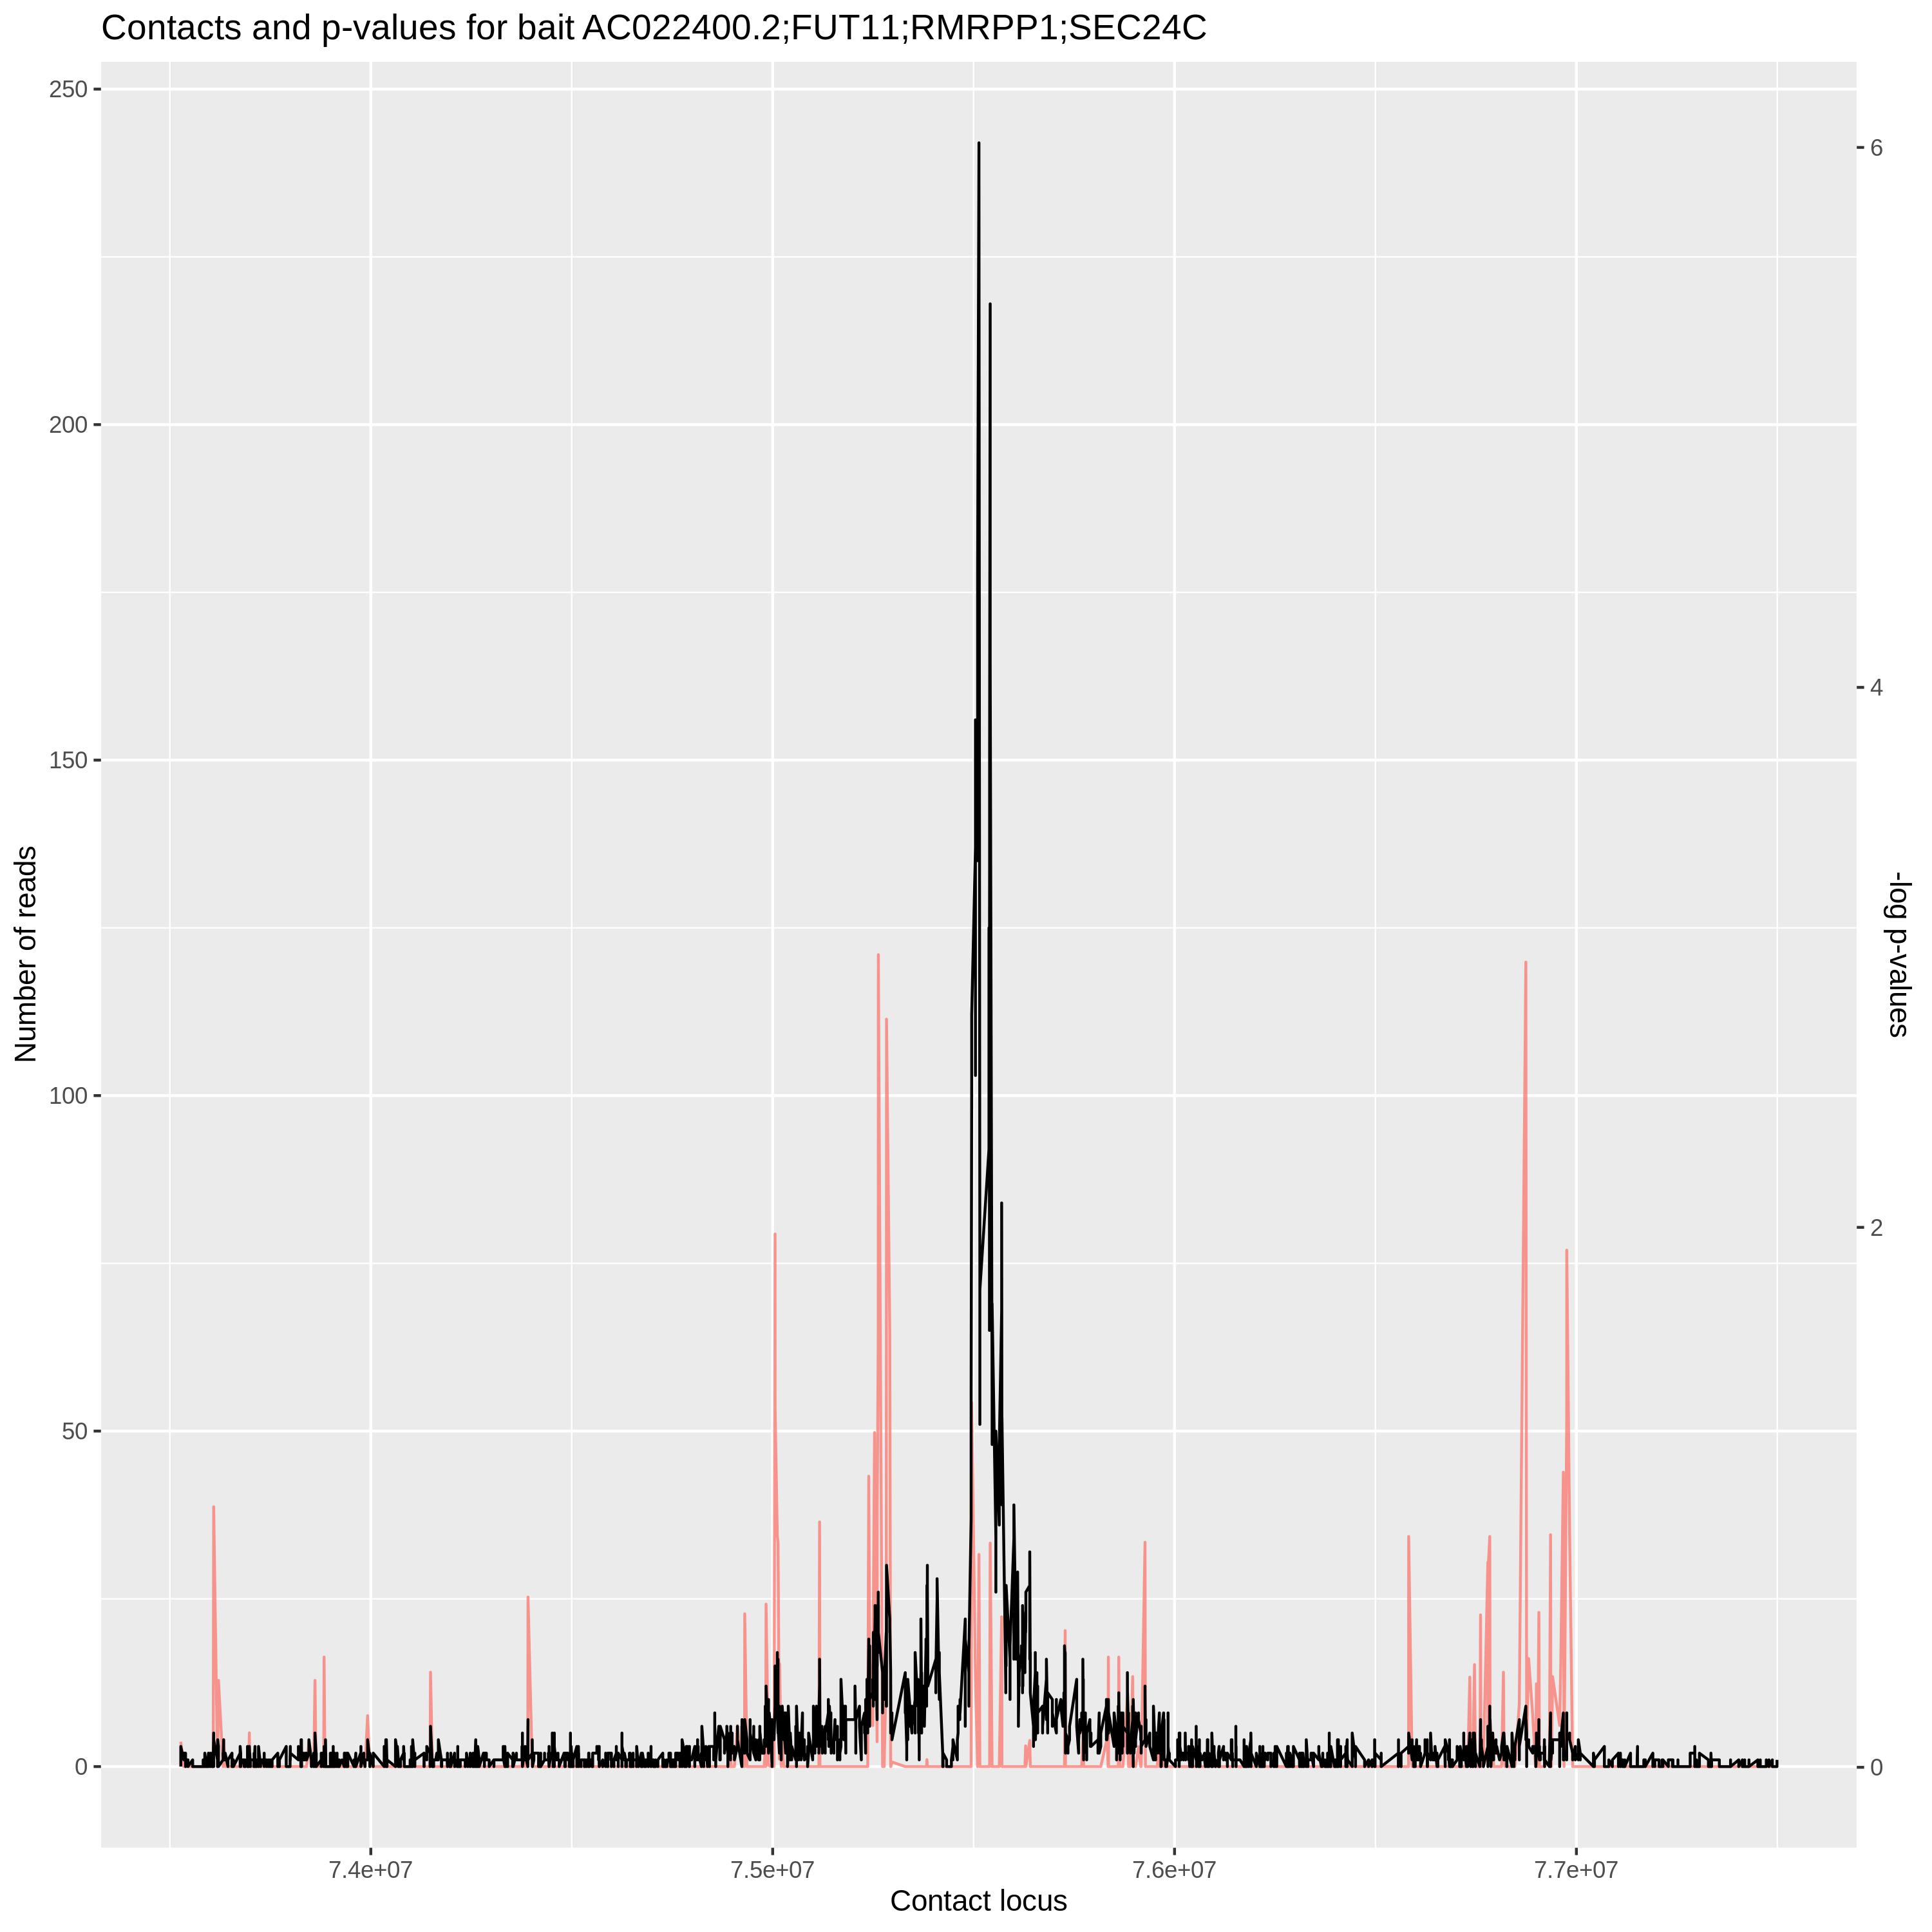 Contacts and p-values for bait AC022400.2;FUT11;RMRPP1;SEC24C
250
200
150
100
50
0
Number of reads
6
4
2
0
-log p-values
7.4e+07 7.5e+07 7.6e+07 7.7e+07
Contact locus